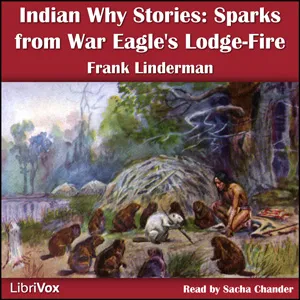 Indian Why Stories: Sparks
from War Eagle's Lodge-Fire
Frank Linderman
LibriVox
Read by Sacha Chander